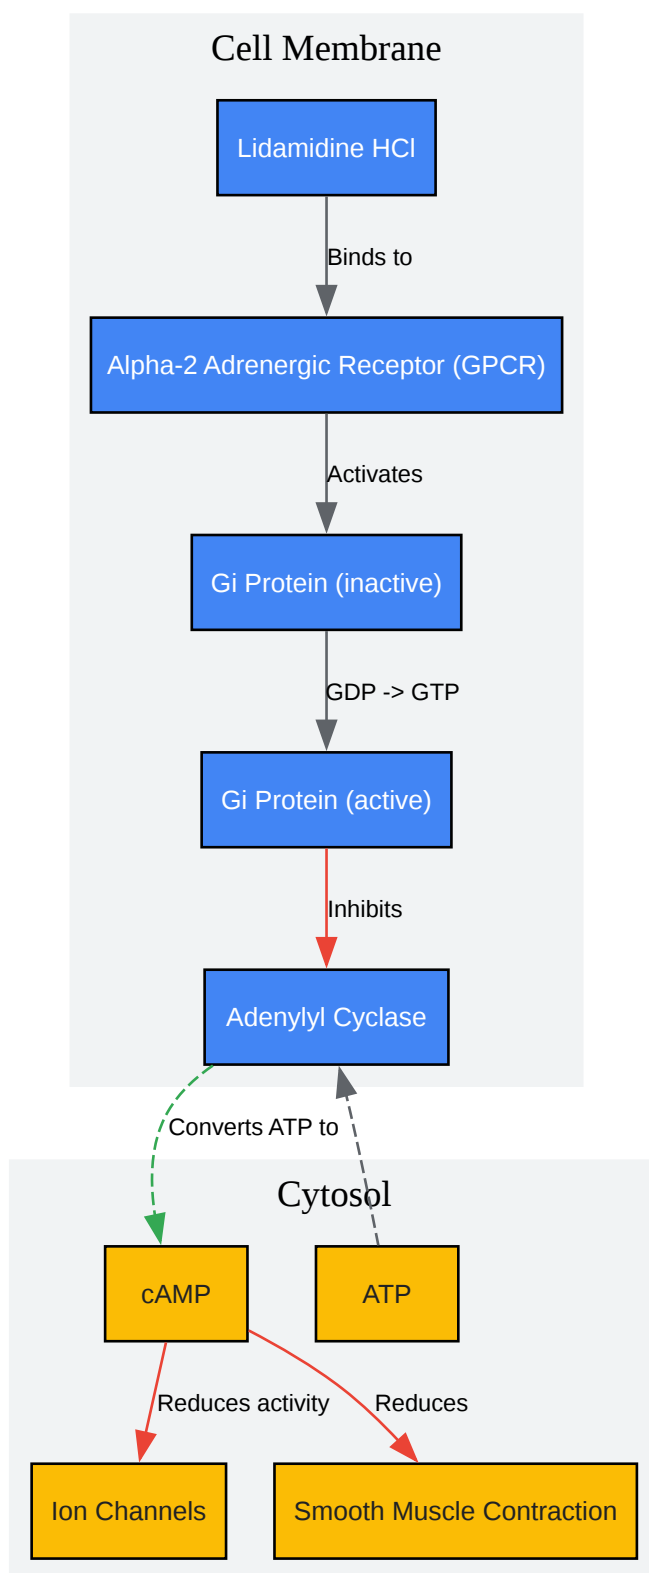 Cell Membrane
Lidamidine HCl
Binds to
Alpha-2 Adrenergic Receptor (GPCR)
Activates
Gi Protein (inactive)
GDP -> GTP
Gi Protein (active)
Inhibits
Adenylyl Cyclase
Converts ATP to
Cytosol
cAMP
ATP
Reduces activity
Reduces
Ion Channels
Smooth Muscle Contraction